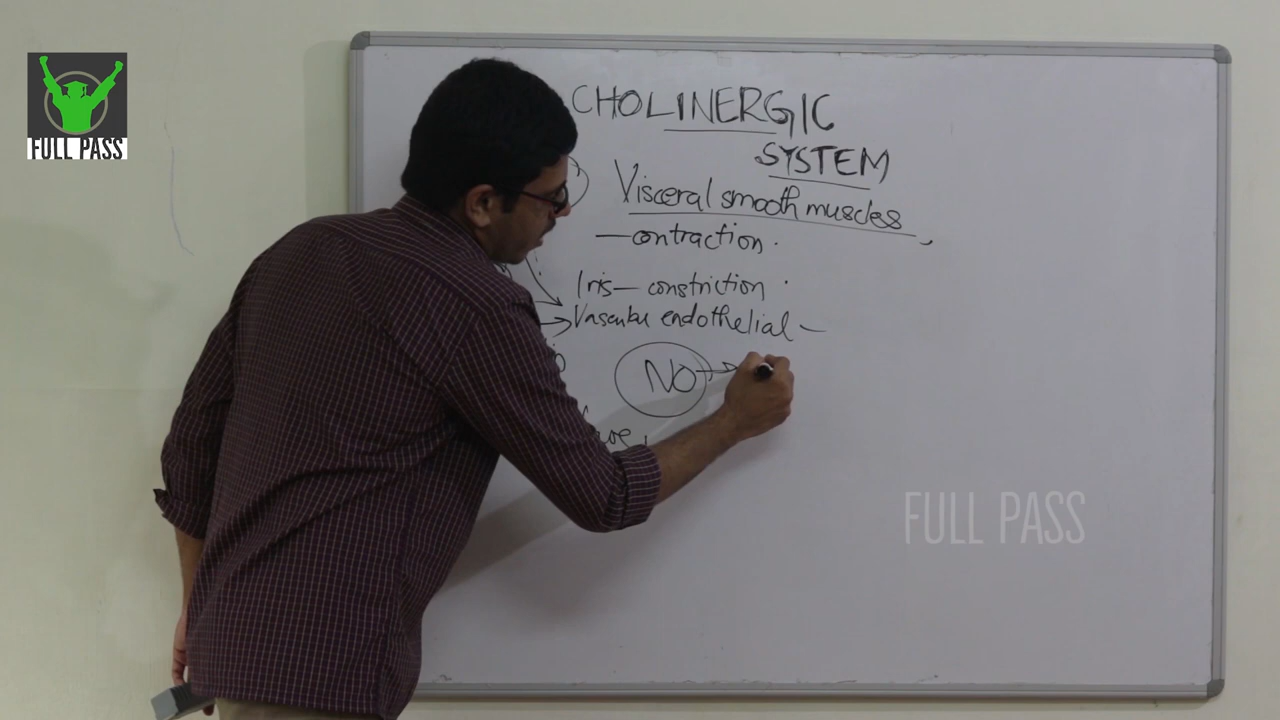 FULL PASS
CHOLINERGIC
SYSTEM
Visceral smooth muscles
— contraction.
Iris — constriction.
Vascular endothelial —
NO →
FULL PASS